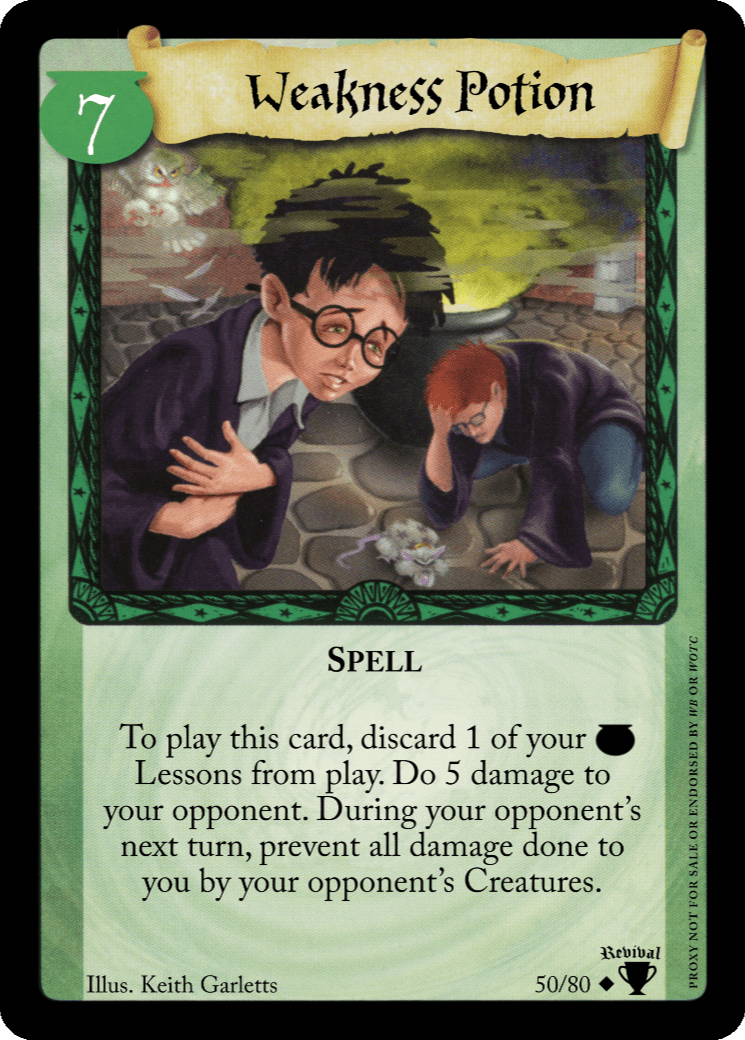 7
Weakness Potion
SPELL
To play this card, discard 1 of your
Lessons from play. Do 5 damage to
your opponent. During your opponent's
next turn, prevent all damage done to
you by your opponent's Creatures.
Revival
Illus. Keith Garletts
50/80
PROXY NOT FOR SALE OR ENDORSED BY WB OR WOTC